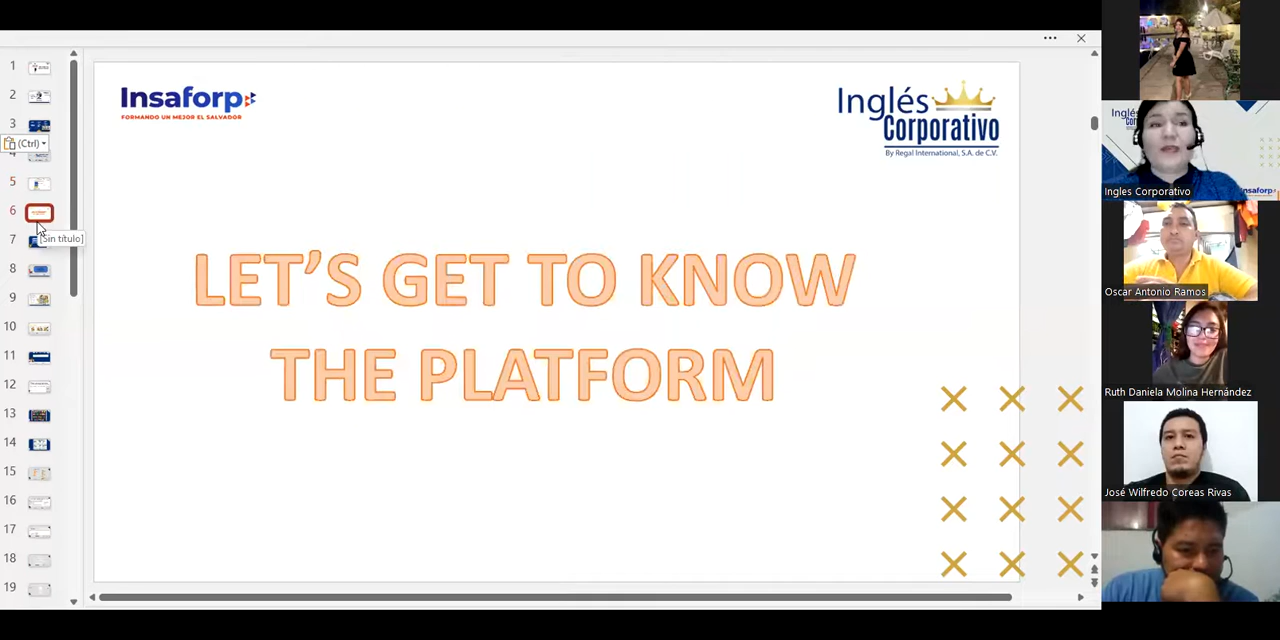 1
2
3
(Ctrl)
4
5
6
[Sin título]
7
8
9
10
11
12
13
14
15
16
17
18
19
Insaforp
FORMANDO UN MEJOR EL SALVADOR
Inglés
Corporativo
By Regal International, S.A. de C.V.
LET’S GET TO KNOW
THE PLATFORM
Ingles Corporativo
Oscar Antonio Ramos
Ruth Daniela Molina Hernández
José Wilfredo Coreas Rivas